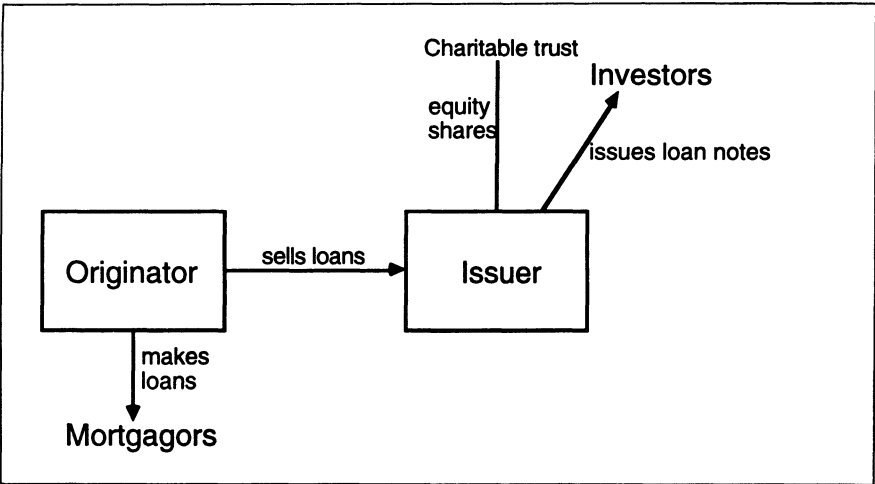 Charitable trust
Investors
equity
shares
issues loan notes
Originator
sells loans
Issuer
makes
loans
Mortgagors